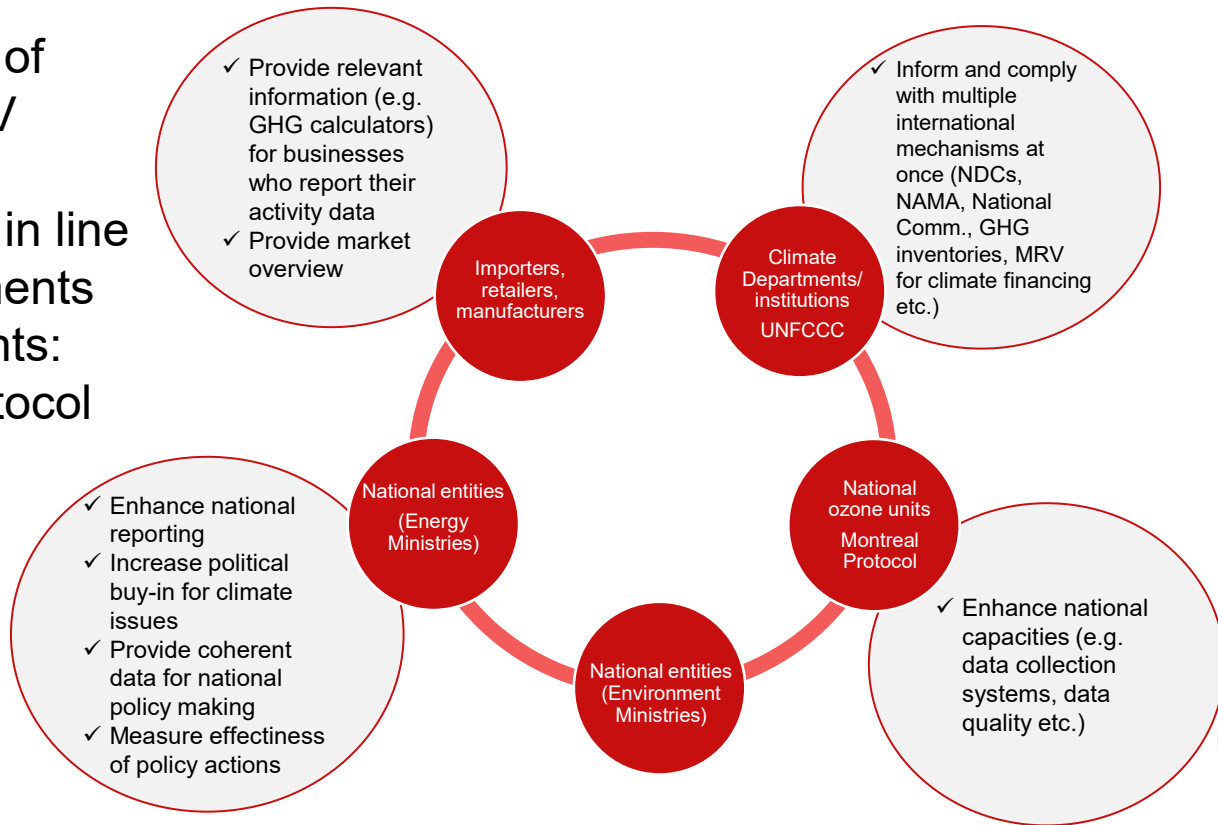 of
V
in line
ments
nts:
tocol
✓ Provide relevant
information (e.g.
GHG calculators)
for businesses
who report their
activity data
✓ Provide market
overview
Importers,
retailers,
manufacturers
✓ Inform and comply
with multiple
international
mechanisms at
once (NDCs,
NAMA, National
Comm., GHG
inventories, MRV
for climate financing
etc.)
Climate
Departments/
institutions
UNFCCC
National entities
(Energy
Ministries)
✓ Enhance national
reporting
✓ Increase political
buy-in for climate
issues
✓ Provide coherent
data for national
policy making
✓ Measure effectiness
of policy actions
National
ozone units
Montreal
Protocol
✓ Enhance national
capacities (e.g.
data collection
systems, data
quality etc.)
National entities
(Environment
Ministries)